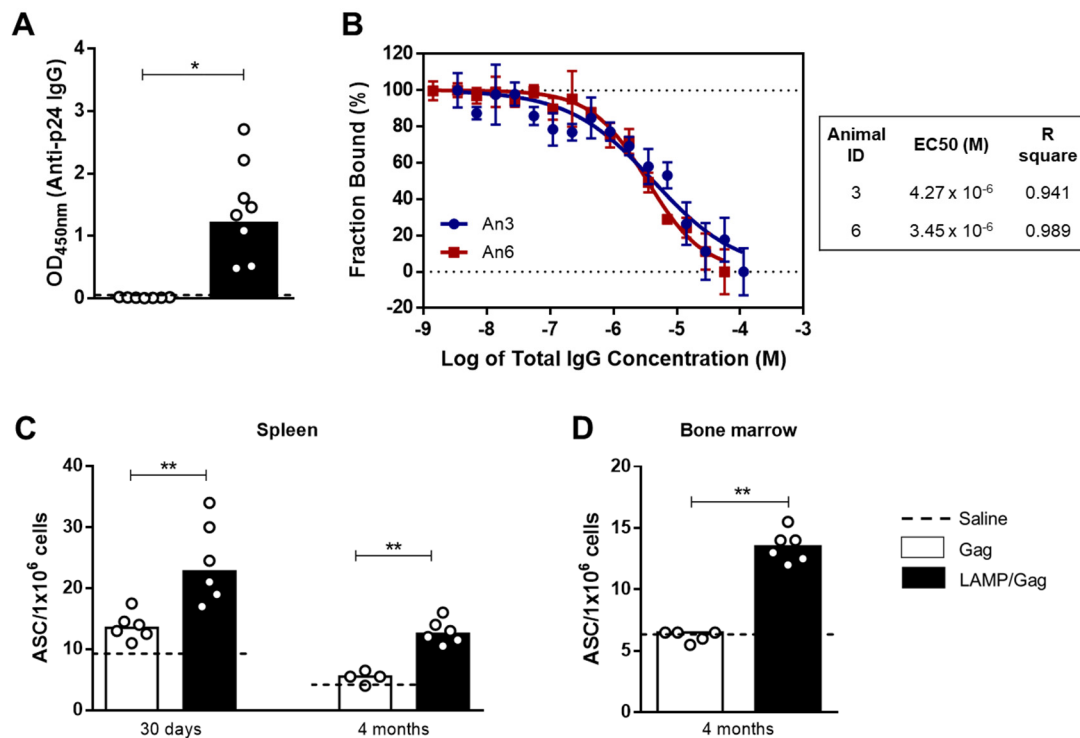 A
OD450nm (Anti-p24 IgG)
4
3
2
1
0
*
B
Fraction Bound (%)
120
100
80
60
40
20
0
-20
An3
An6
-9 -8 -7 -6 -5 -4 -3
Log of Total IgG Concentration (M)
Animal ID EC50 (M) R square
3 4.27 x 10-6 0.941
6 3.45 x 10-6 0.989
C
Spleen
ASC/1x10⁶ cells
40
30
20
10
0
**
**
30 days 4 months
D
Bone marrow
ASC/1x10⁶ cells
20
15
10
5
0
**
4 months
Saline
Gag
LAMP/Gag